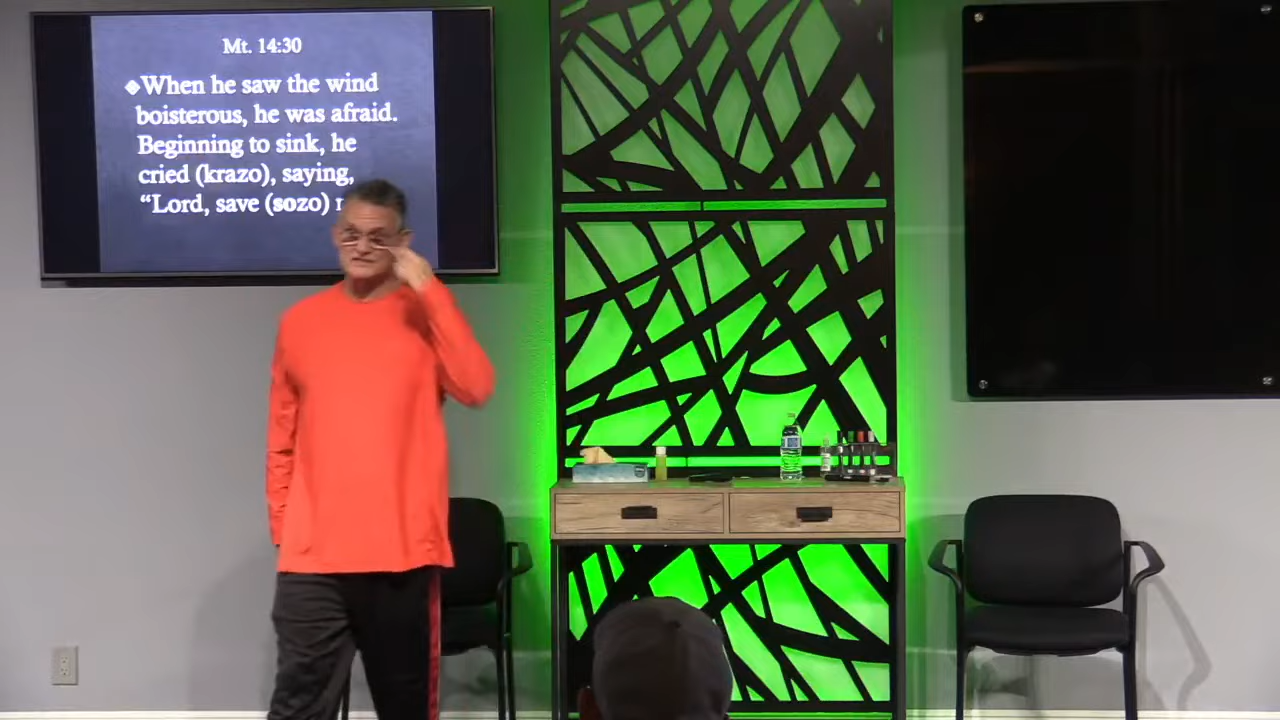 Mt. 14:30
◆When he saw the wind
boisterous, he was afraid.
Beginning to sink, he
cried (krazo), saying,
“Lord, save (sozo)